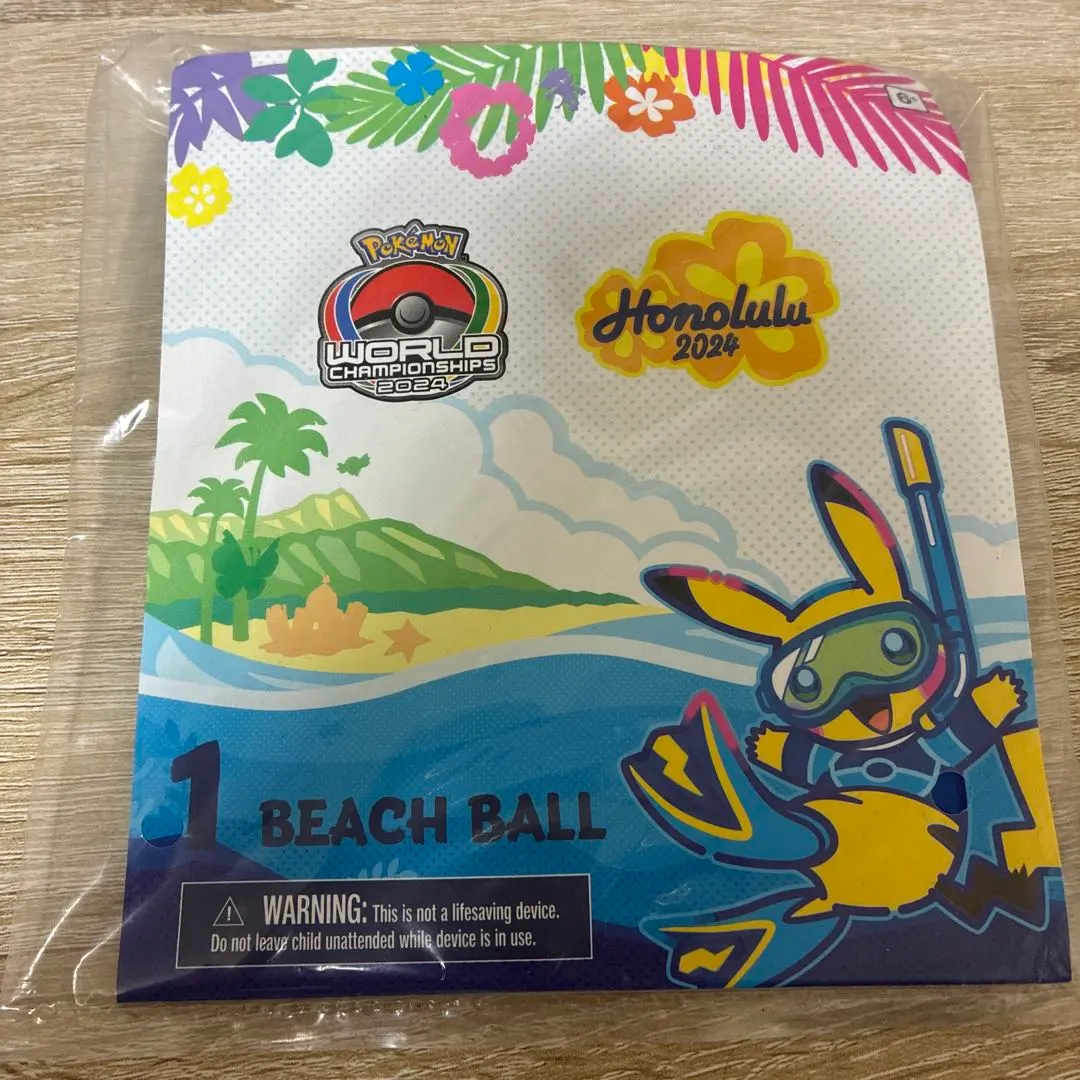 6+
POKéMON
WORLD
CHAMPIONSHIPS
2024
Honolulu
2024
1 BEACH BALL
WARNING: This is not a lifesaving device.
Do not leave child unattended while device is in use.